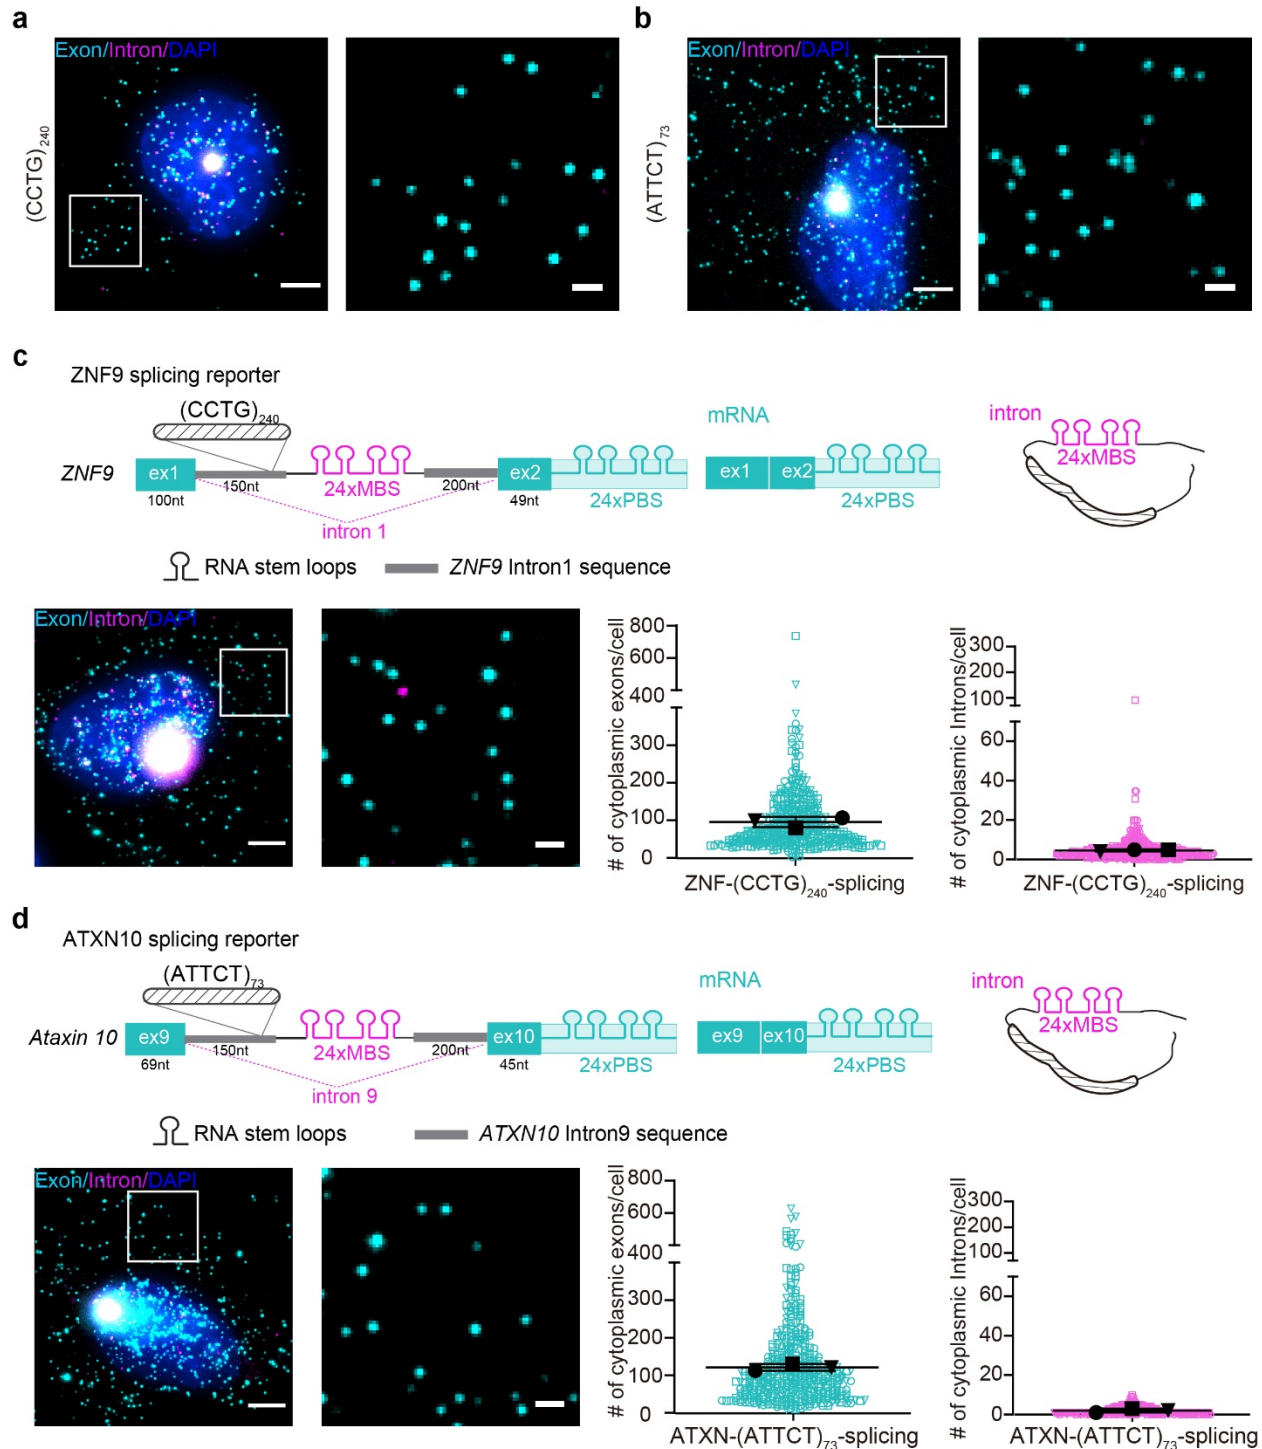 a
Exon/Intron/DAPI
(CCTG)240
b
Exon/Intron/DAPI
(ATTCT)73
c
ZNF9 splicing reporter
(CCTG)240
ZNF9
ex1
100nt
150nt
24xMBS
200nt
ex2
49nt
24xPBS
intron 1
mRNA
ex1
ex2
24xPBS
intron
24xMBS
RNA stem loops
ZNF9 Intron1 sequence
Exon/Intron/DAPI
# of cytoplasmic exons/cell
800
600
400
300
200
100
0
ZNF-(CCTG)240-splicing
# of cytoplasmic Introns/cell
300
200
100
60
40
20
0
ZNF-(CCTG)240-splicing
d
ATXN10 splicing reporter
(ATTCT)73
Ataxin 10
ex9
69nt
150nt
24xMBS
200nt
ex10
45nt
24xPBS
intron 9
mRNA
ex9
ex10
24xPBS
intron
24xMBS
RNA stem loops
ATXN10 Intron9 sequence
Exon/Intron/DAPI
# of cytoplasmic exons/cell
800
600
400
300
200
100
0
ATXN-(ATTCT)73-splicing
# of cytoplasmic Introns/cell
300
200
100
60
40
20
0
ATXN-(ATTCT)73-splicing